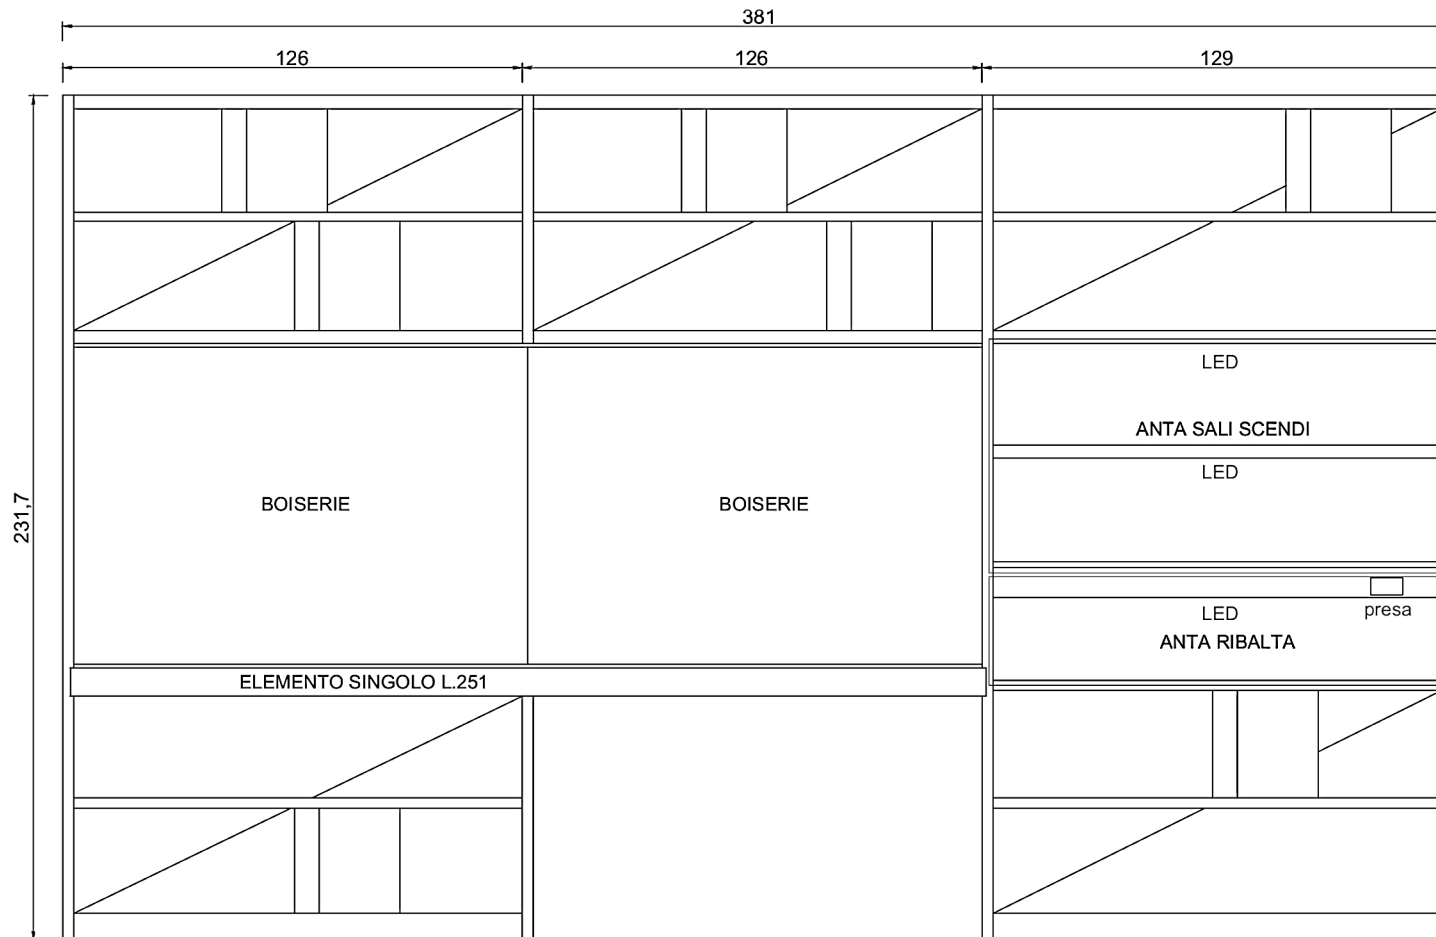 381
126
126
129
231,7
LED
ANTA SALI SCENDI
LED
BOISERIE
BOISERIE
LED
presa
ANTA RIBALTA
ELEMENTO SINGOLO L.251